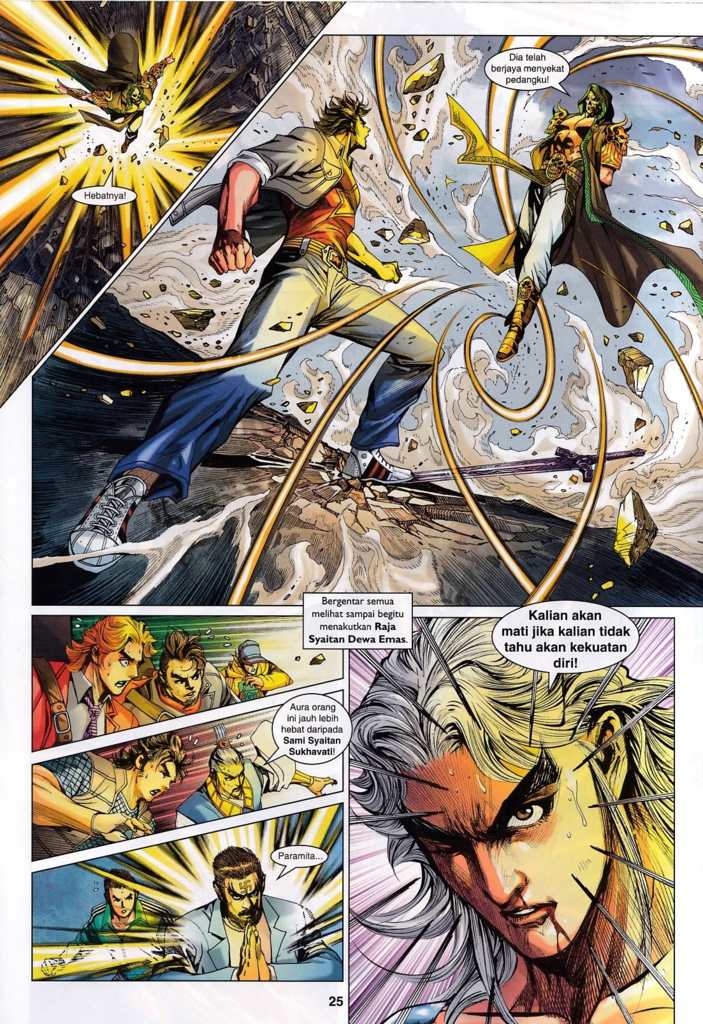 Hebatnya!
Dia telah
berjaya menyekat
pedangku!
Bergentar semua
melihat sampai begitu
menakutkan Raja
Syaitan Dewa Emas.
Aura orang
ini jauh lebih
hebat daripada
Sami Syaitan
Sukhavati!
Paramita...
Kalian akan
mati jika kalian tidak
tahu akan kekuatan
diri!
25